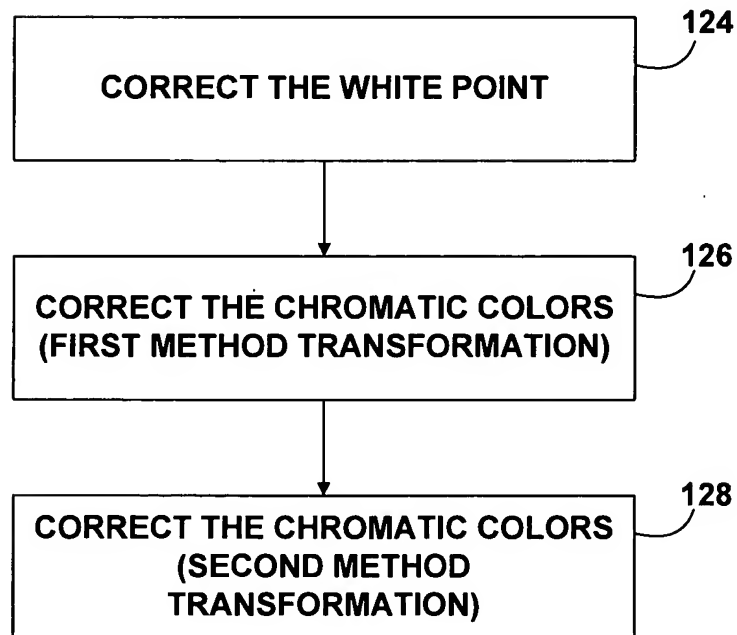 124
CORRECT THE WHITE POINT
126
CORRECT THE CHROMATIC COLORS
(FIRST METHOD TRANSFORMATION)
128
CORRECT THE CHROMATIC COLORS
(SECOND METHOD
TRANSFORMATION)